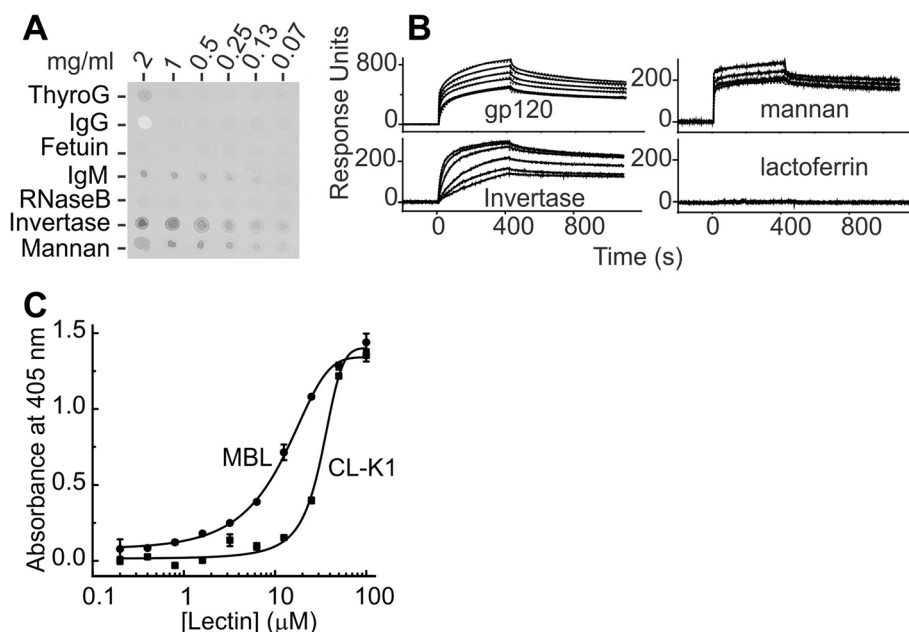 A
mg/ml
2 1 0.5 0.25 0.13 0.07
ThyroG
IgG
Fetuin
IgM
RNaseB
Invertase
Mannan
B
Response Units
800
0
gp120
200
0
mannan
200
0
Invertase
200
0
lactoferrin
0 400 800
0 400 800
Time (s)
C
Absorbance at 405 nm
1.5
1.0
0.5
0.0
MBL
CL-K1
0.1 1 10 100
[Lectin] (μM)